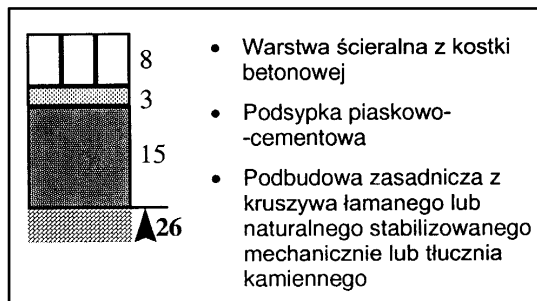 8
3
15
26
• Warstwa ścieralna z kostki
betonowej
• Podsypka piaskowo-
-cementowa
• Podbudowa zasadnicza z
kruszywa łamanego lub
naturalnego stabilizowanego
mechanicznie lub tłucznia
kamiennego